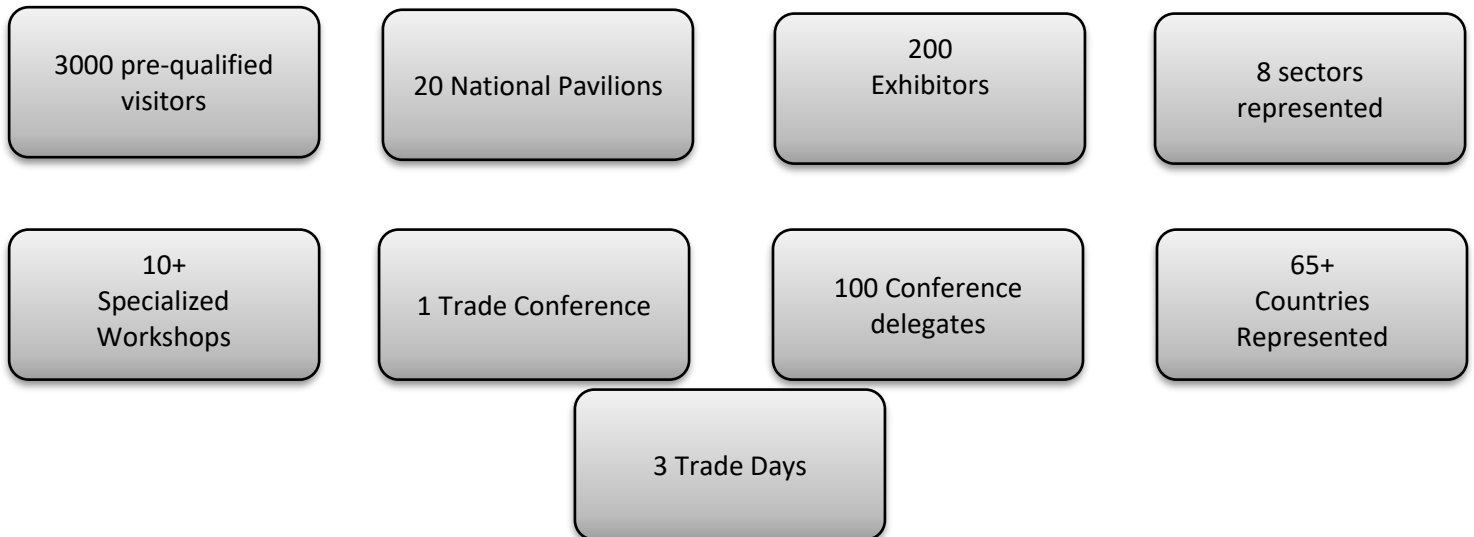 3000 pre-qualified
visitors
20 National Pavilions
200
Exhibitors
8 sectors
represented
10+
Specialized
Workshops
1 Trade Conference
100 Conference
delegates
65+
Countries
Represented
3 Trade Days